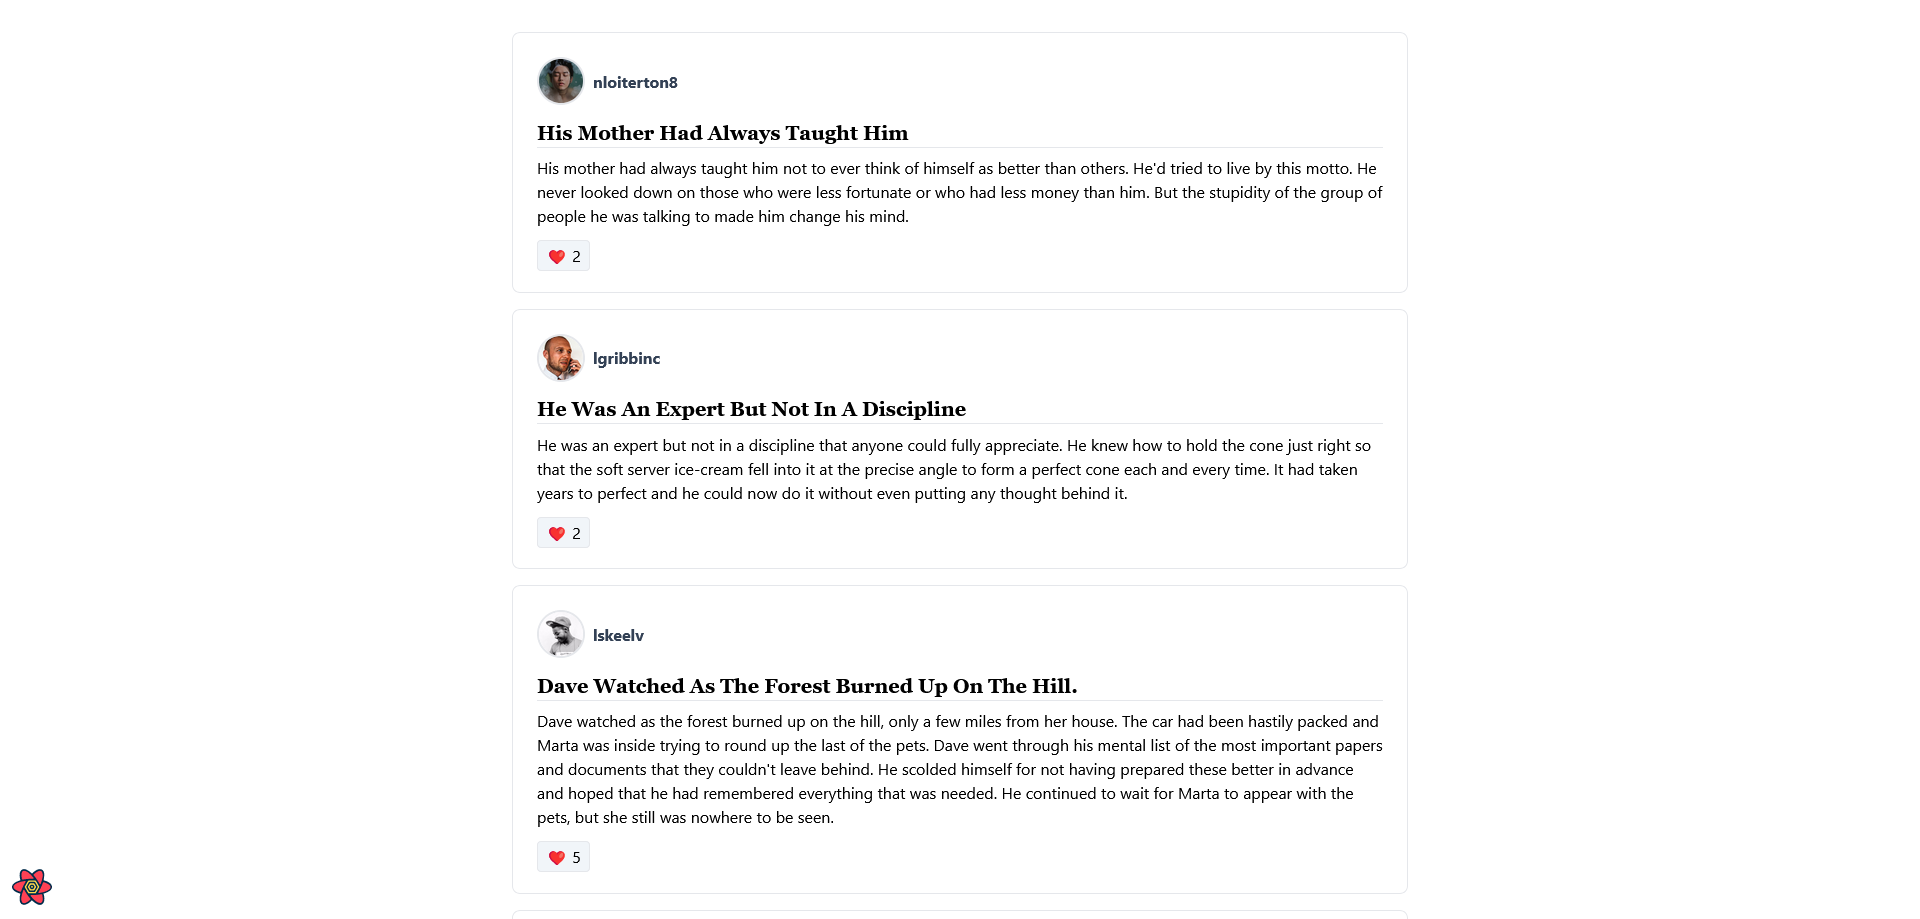 nloiterton8
His Mother Had Always Taught Him
His mother had always taught him not to ever think of himself as better than others. He'd tried to live by this motto. He
never looked down on those who were less fortunate or who had less money than him. But the stupidity of the group of
people he was talking to made him change his mind.
❤️ 2
lgribbinc
He Was An Expert But Not In A Discipline
He was an expert but not in a discipline that anyone could fully appreciate. He knew how to hold the cone just right so
that the soft server ice-cream fell into it at the precise angle to form a perfect cone each and every time. It had taken
years to perfect and he could now do it without even putting any thought behind it.
❤️ 2
lskeelv
Dave Watched As The Forest Burned Up On The Hill.
Dave watched as the forest burned up on the hill, only a few miles from her house. The car had been hastily packed and
Marta was inside trying to round up the last of the pets. Dave went through his mental list of the most important papers
and documents that they couldn't leave behind. He scolded himself for not having prepared these better in advance
and hoped that he had remembered everything that was needed. He continued to wait for Marta to appear with the
pets, but she still was nowhere to be seen.
❤️ 5